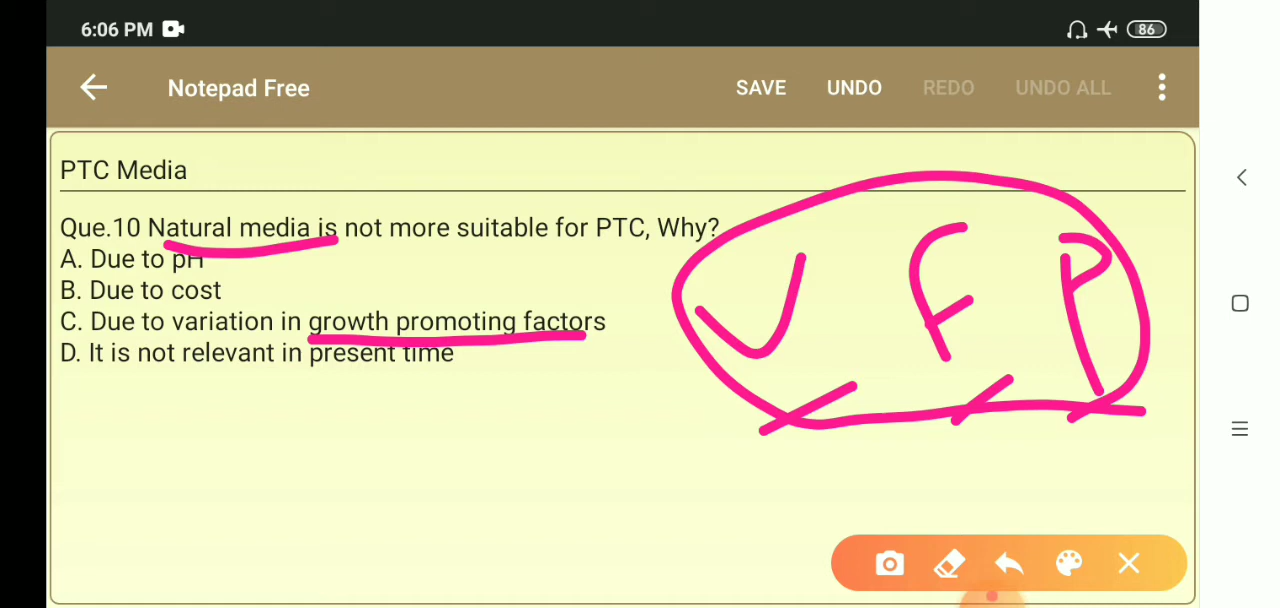 6:06 PM 86
Notepad Free SAVE UNDO REDO UNDO ALL
PTC Media
Que.10 Natural media is not more suitable for PTC, Why?
A. Due to pH
B. Due to cost
C. Due to variation in growth promoting factors
D. It is not relevant in present time
V F P